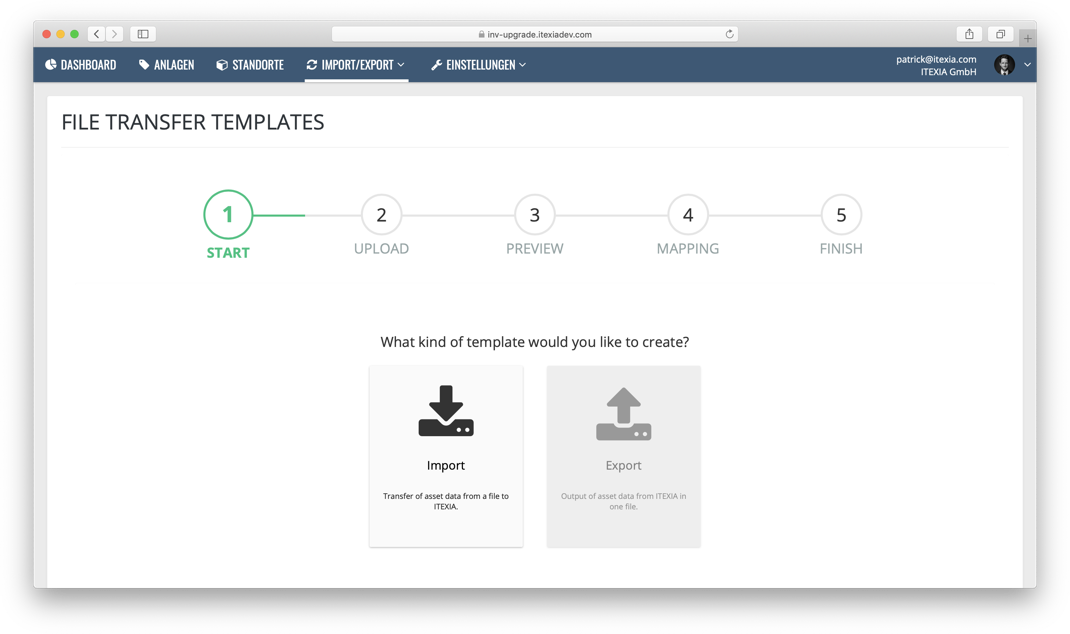 inv-upgrade.itexiadev.com
DASHBOARD
ANLAGEN
STANDORTE
IMPORT/EXPORT
EINSTELLUNGEN
patrick@itexia.com
ITEXIA GmbH
FILE TRANSFER TEMPLATES
1
2
3
4
5
START
UPLOAD
PREVIEW
MAPPING
FINISH
What kind of template would you like to create?
Import
Transfer of asset data from a file to
ITEXIA.
Export
Output of asset data from ITEXIA in
one file.